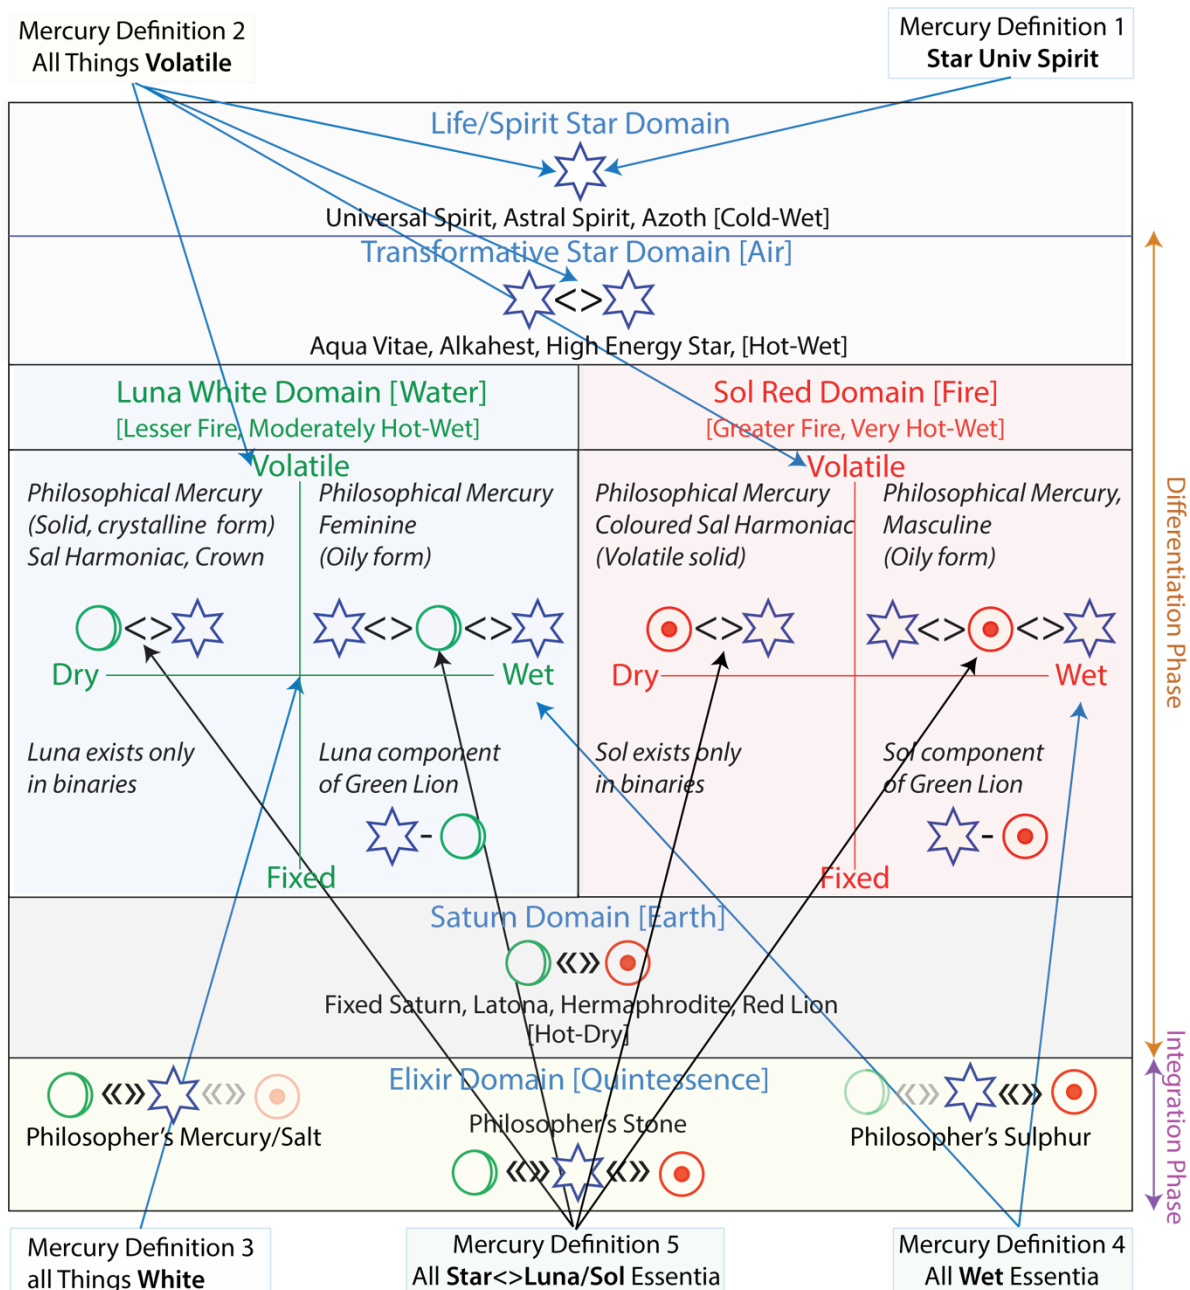 Mercury Definition 2
All Things Volatile
Mercury Definition 1
Star Univ Spirit
Life/Spirit Star Domain
Universal Spirit, Astral Spirit, Azoth [Cold-Wet]
Transformative Star Domain [Air]
<>
Aqua Vitae, Alkahest, High Energy Star, [Hot-Wet]
Luna White Domain [Water]
[Lesser Fire, Moderately Hot-Wet]
Sol Red Domain [Fire]
[Greater Fire, Very Hot-Wet]
Volatile
Philosophical Mercury
(Solid, crystalline form)
Sal Harmoniac, Crown
Philosophical Mercury
Feminine
(Oily form)
<>
<> <>
Dry
Wet
Luna exists only
in binaries
Luna component
of Green Lion
-
Fixed
Volatile
Philosophical Mercury
Coloured Sal Harmoniac
(Volatile solid)
Philosophical Mercury,
Masculine
(Oily form)
<>
<> <>
Dry
Wet
Sol exists only
in binaries
Sol component
of Green Lion
-
Fixed
Saturn Domain [Earth]
«»
Fixed Saturn, Latona, Hermaphrodite, Red Lion
[Hot-Dry]
Elixir Domain [Quintessence]
«» «»
Philosopher's Mercury/Salt
Philosopher's Stone
«» «»
«» «»
Philosopher's Sulphur
Differentiation Phase
Integration Phase
Mercury Definition 3
all Things White
Mercury Definition 5
All Star<>Luna/Sol Essentia
Mercury Definition 4
All Wet Essentia